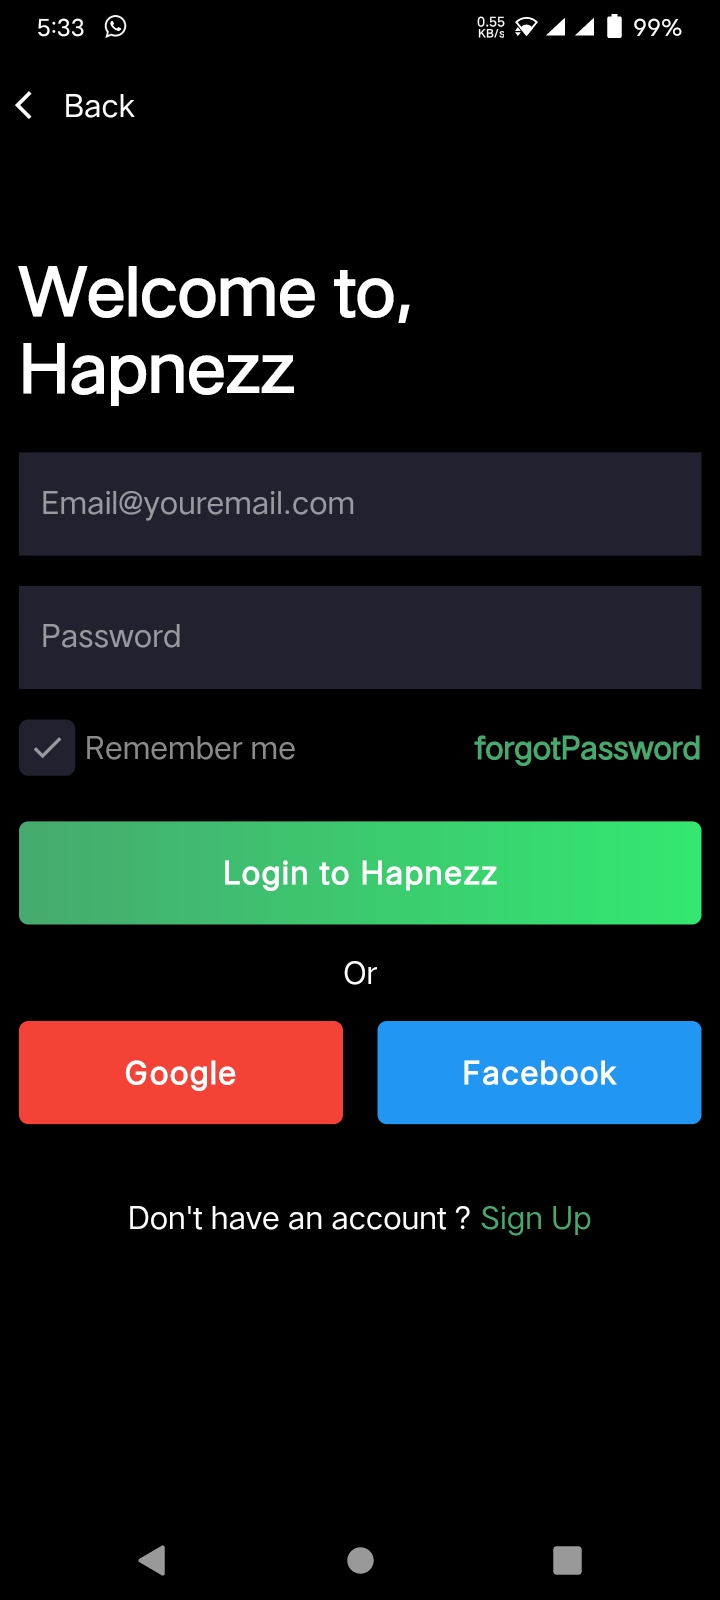 5:33
0.55
KB/s
99%
Back
Welcome to,
Hapnezz
Email@youremail.com
Password
Remember me
forgotPassword
Login to Hapnezz
Or
Google
Facebook
Don't have an account ? Sign Up